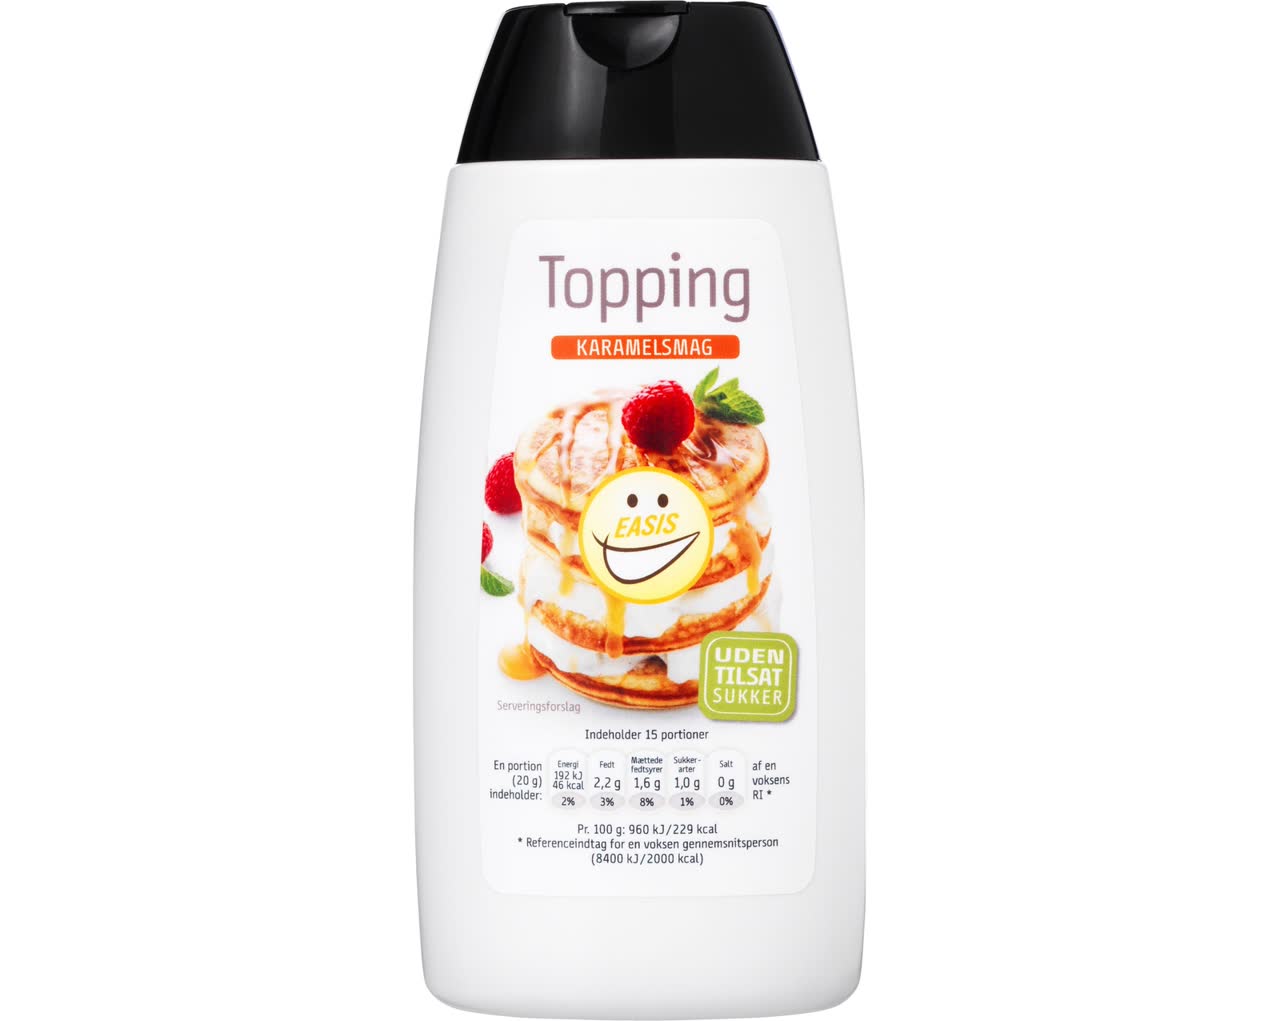 Topping
KARAMELSMAG
EASIS
UDEN
TILSAT
SUKKER
Serveringsforslag
Indeholder 15 portioner
En portion
(20 g)
indeholder:
Energi
192 kJ
46 kcal
2%
Fedt
2,2 g
3%
Mættede
fedtsyrer
1,6 g
8%
Sukker-
arter
1,0 g
1%
Salt
0 g
0%
af en
voksens
RI *
Pr. 100 g: 960 kJ/229 kcal
* Referenceindtag for en voksen gennemsnitsperson
(8400 kJ/2000 kcal)